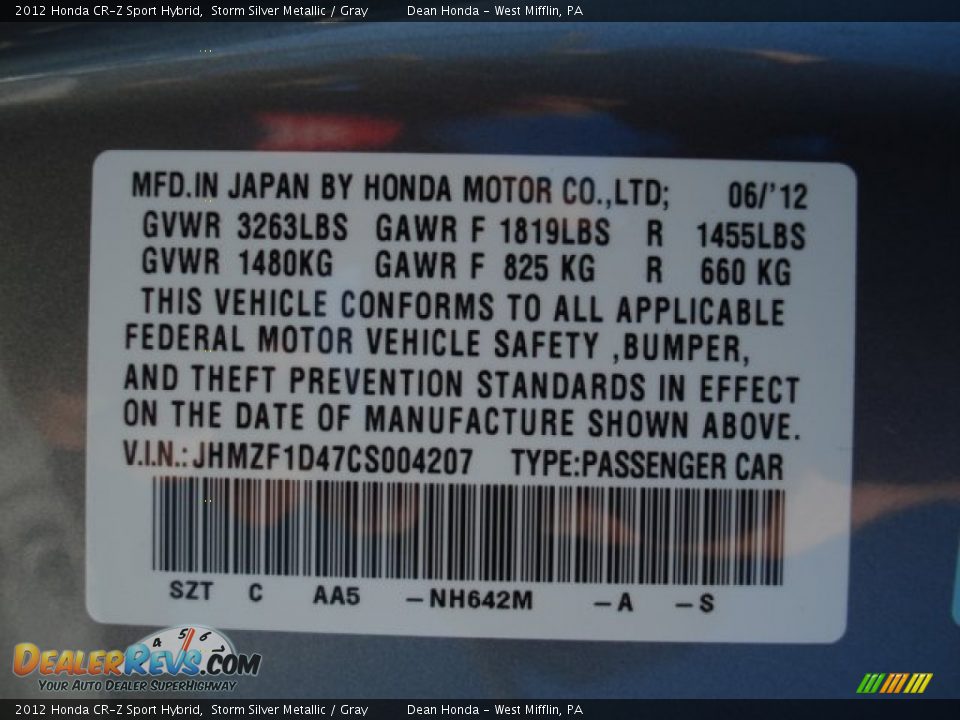 2012 Honda CR-Z Sport Hybrid,  Storm Silver Metallic / Gray  Dean Honda - West Mifflin, PA
MFD.IN JAPAN BY HONDA MOTOR CO.,LTD;  06/'12
GVWR 3263LBS  GAWR F 1819LBS  R  1455LBS
GVWR 1480KG  GAWR F  825 KG  R  660 KG
THIS VEHICLE CONFORMS TO ALL APPLICABLE
FEDERAL MOTOR VEHICLE SAFETY ,BUMPER,
AND THEFT PREVENTION STANDARDS IN EFFECT
ON THE DATE OF MANUFACTURE SHOWN ABOVE.
V.I.N.:JHMZF1D47CS004207  TYPE:PASSENGER CAR
SZT  C  AA5  -NH642M  -A  -S
4 5 6 7
DEALERREVS.COM
YOUR AUTO DEALER SUPERHIGHWAY
2012 Honda CR-Z Sport Hybrid,  Storm Silver Metallic / Gray  Dean Honda - West Mifflin, PA